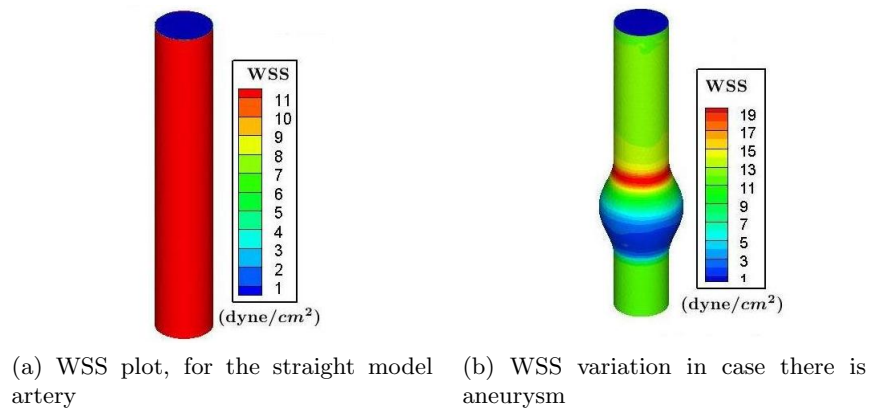 WSS
11
10
9
8
7
6
5
4
3
2
1
(dyne/cm²)
WSS
19
17
15
13
11
9
7
5
3
1
(dyne/cm²)
(a) WSS plot, for the straight model
artery
(b) WSS variation in case there is
aneurysm